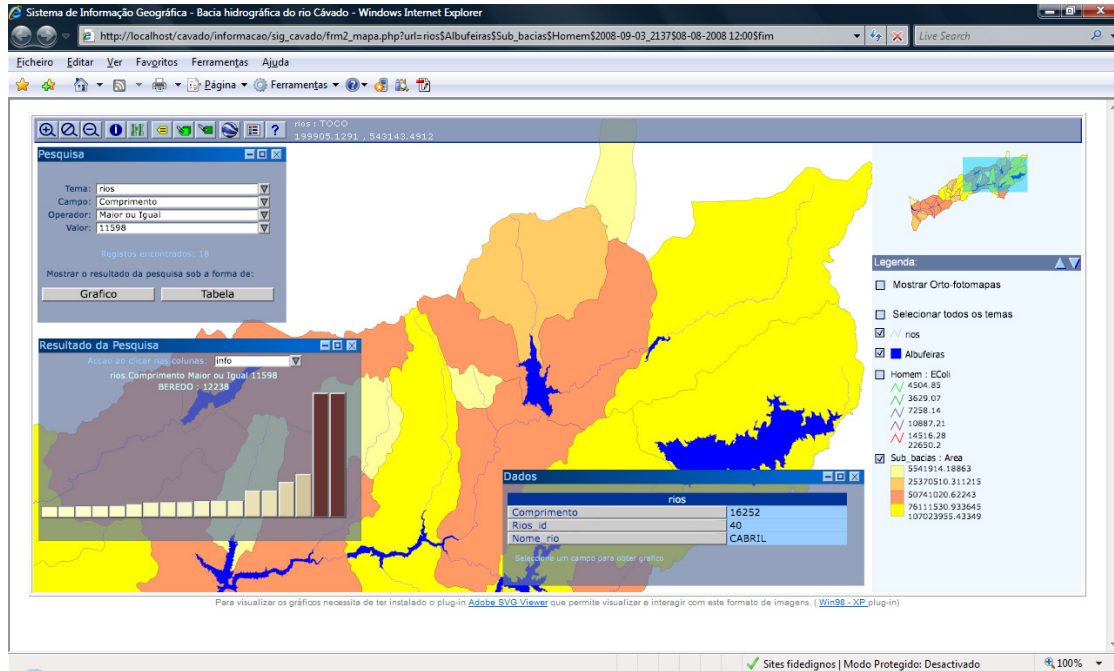 Sistema de Informação Geográfica - Bacia hidrográfica do rio Cávado - Windows Internet Explorer
http://localhost/cavado/informacao/sig_cavado/frm2_mapa.php?url=rios$Albufeiras$Sub_bacias$Homem$2008-09-03_2137$08-08-2008 12:00$fim
Live Search
Ficheiro Editar Ver Favoritos Ferramentas Ajuda
Página Ferramentas
rios : TOCO
199905.1291 , 543143.4912
Pesquisa
Tema: rios
Campo: Comprimento
Operador: Maior ou Igual
Valor: 11598
Registos encontrados: 18
Mostrar o resultado da pesquisa sob a forma de:
Grafico Tabela
Resultado da Pesquisa
Accao ao clicar nas colunas: info
rios.Comprimento Maior ou Igual 11598
BEREDO : 12238
Dados
rios
Comprimento 16252
Rios_id 40
Nome_rio CABRIL
Seleccione um campo para obter grafico
Legenda:
Mostrar Orto-fotomapas
Selecionar todos os temas
rios
Albufeiras
Homem : EColi
4504.85
3629.07
7258.14
10887.21
14516.28
22650.2
Sub_bacias : Area
5541914.18863
25370510.311215
50741020.62243
76111530.933645
107023955.43349
Para visualizar os gráficos necessita de ter instalado o plug-in Adobe SVG Viewer que permite visualizar e interagir com este formato de imagens. ( Win98 - XP plug-in)
Sites fidedignos | Modo Protegido: Desactivado
100%